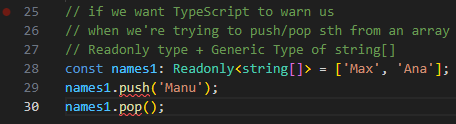 25 // if we want TypeScript to warn us
26 // when we're trying to push/pop sth from an array
27 // Readonly type + Generic Type of string[]
28 const names1: Readonly<string[]> = ['Max', 'Ana'];
29 names1.push('Manu');
30 names1.pop();